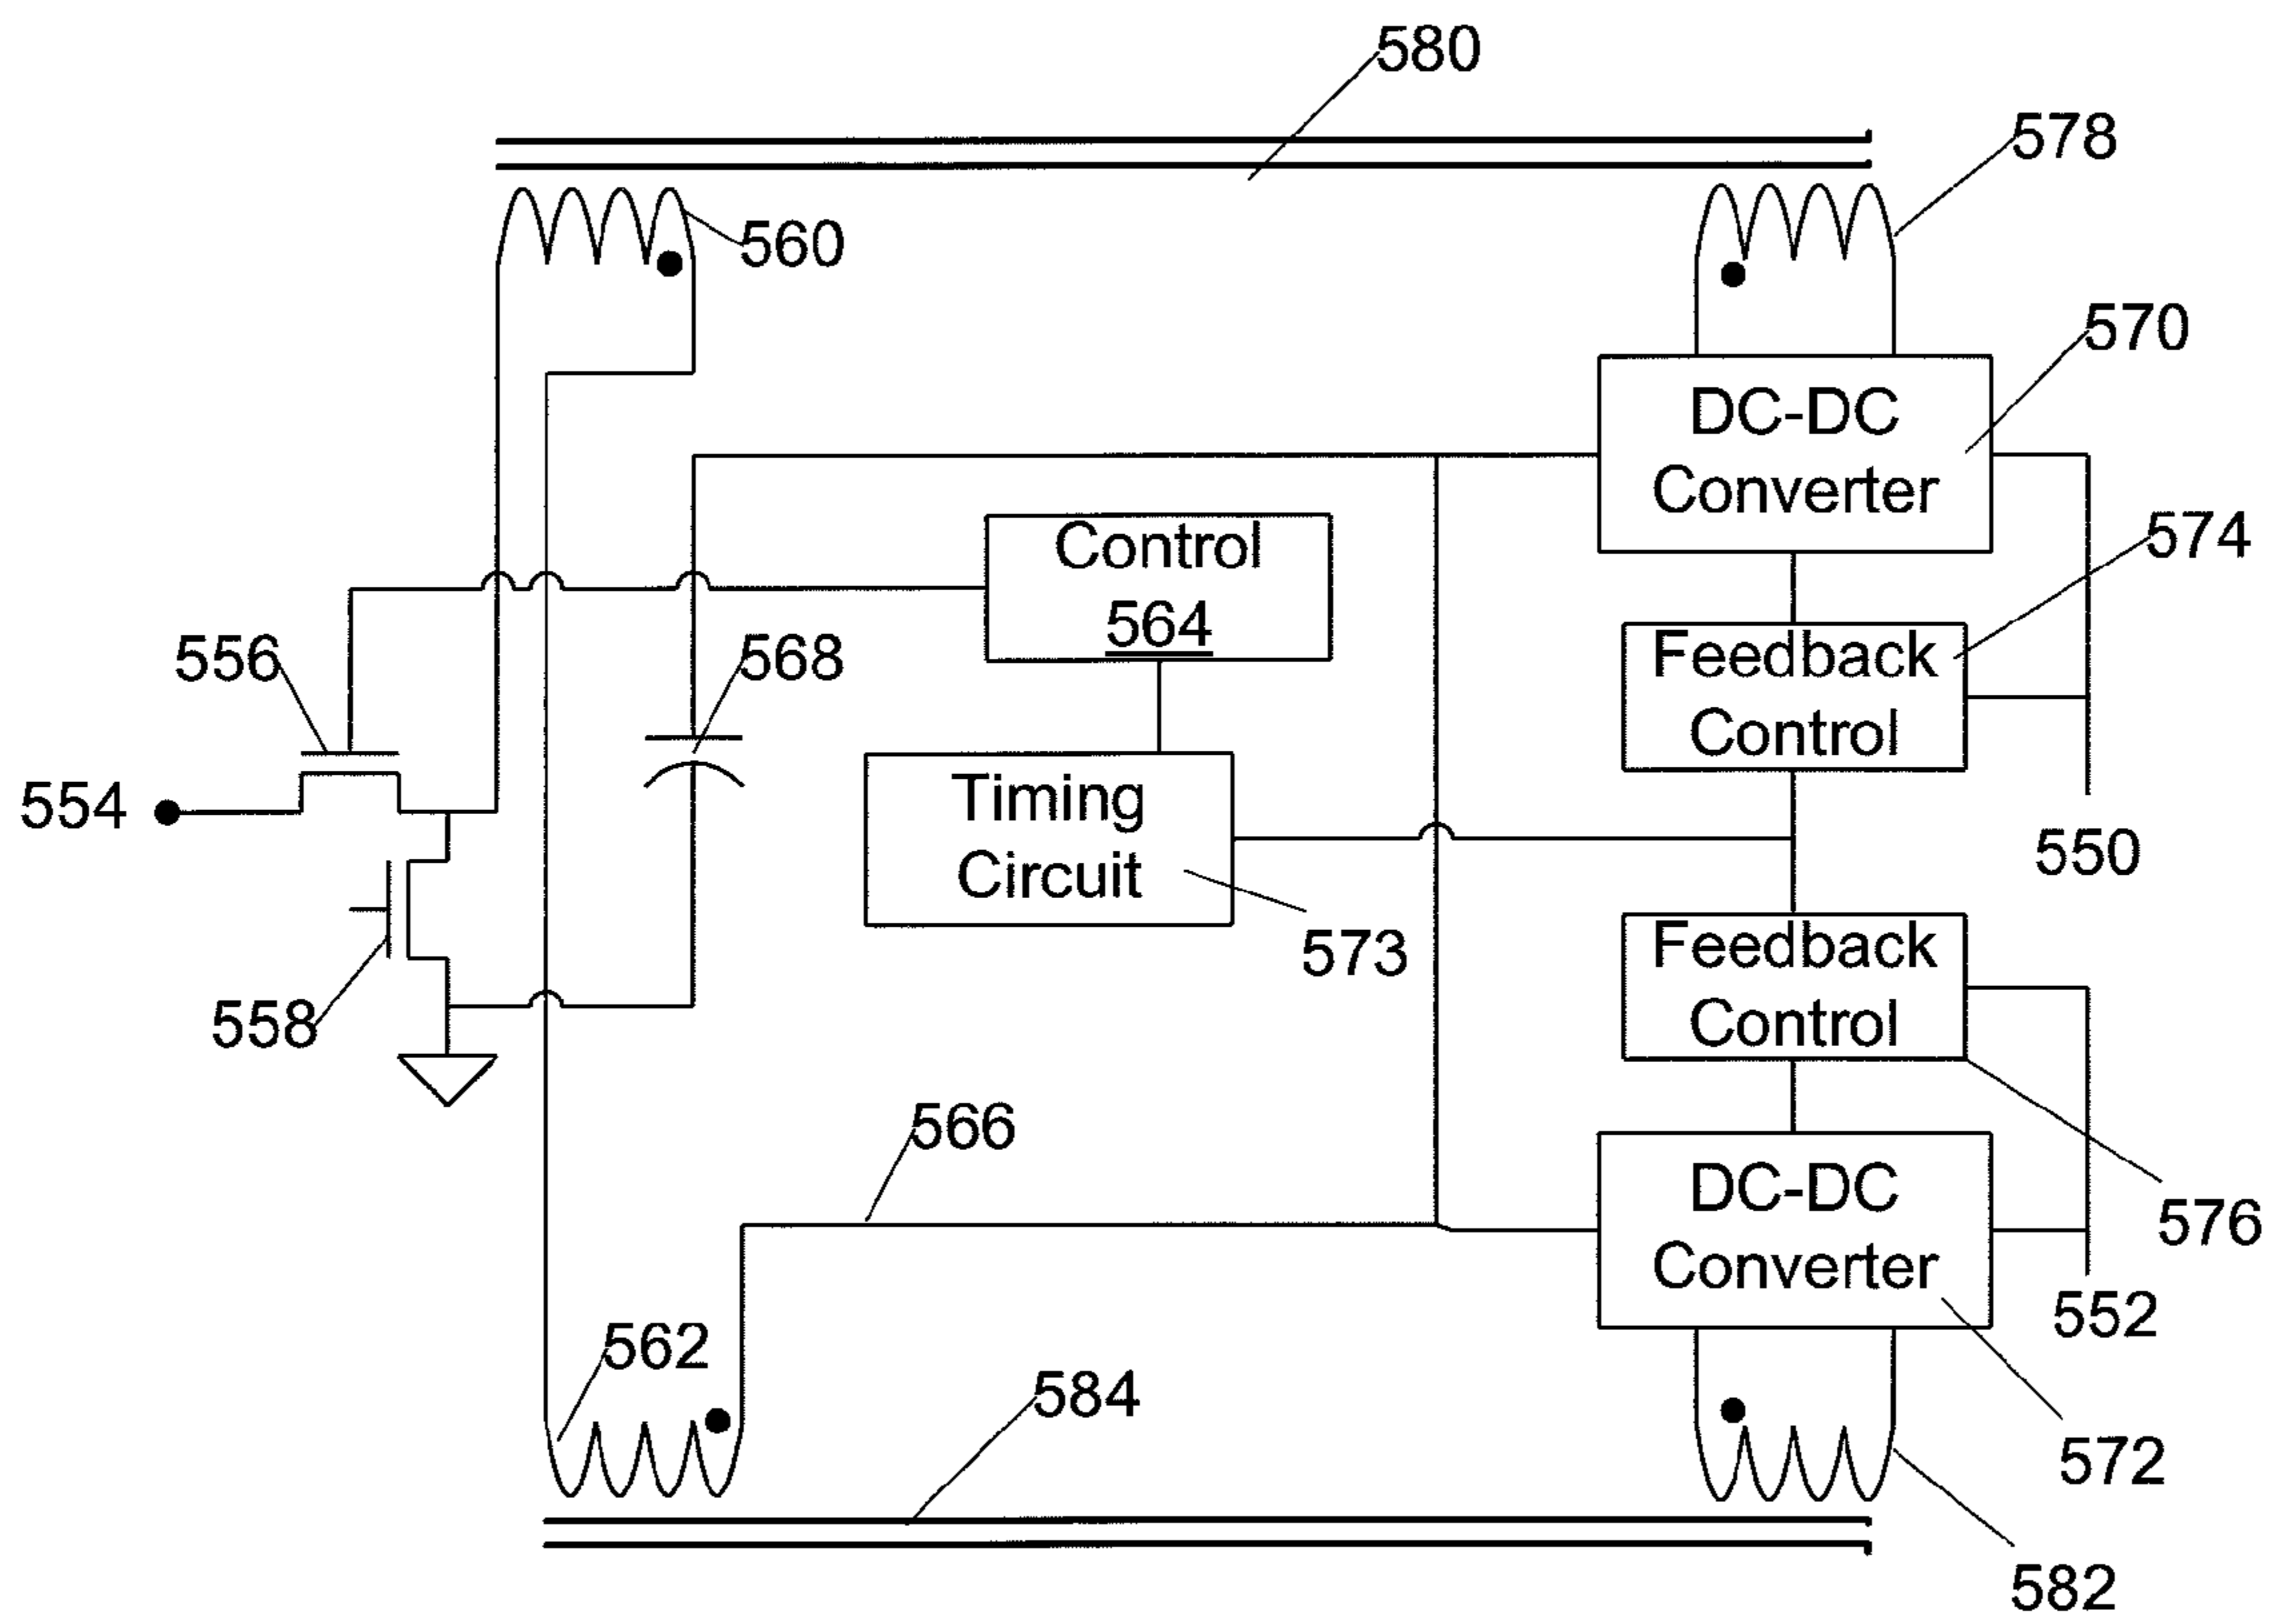 580
578
560
570
DC-DC
Converter
574
Control
564
Feedback
Control
556
568
554
Timing
Circuit
550
573
Feedback
Control
558
566
576
DC-DC
Converter
552
562
584
572
582